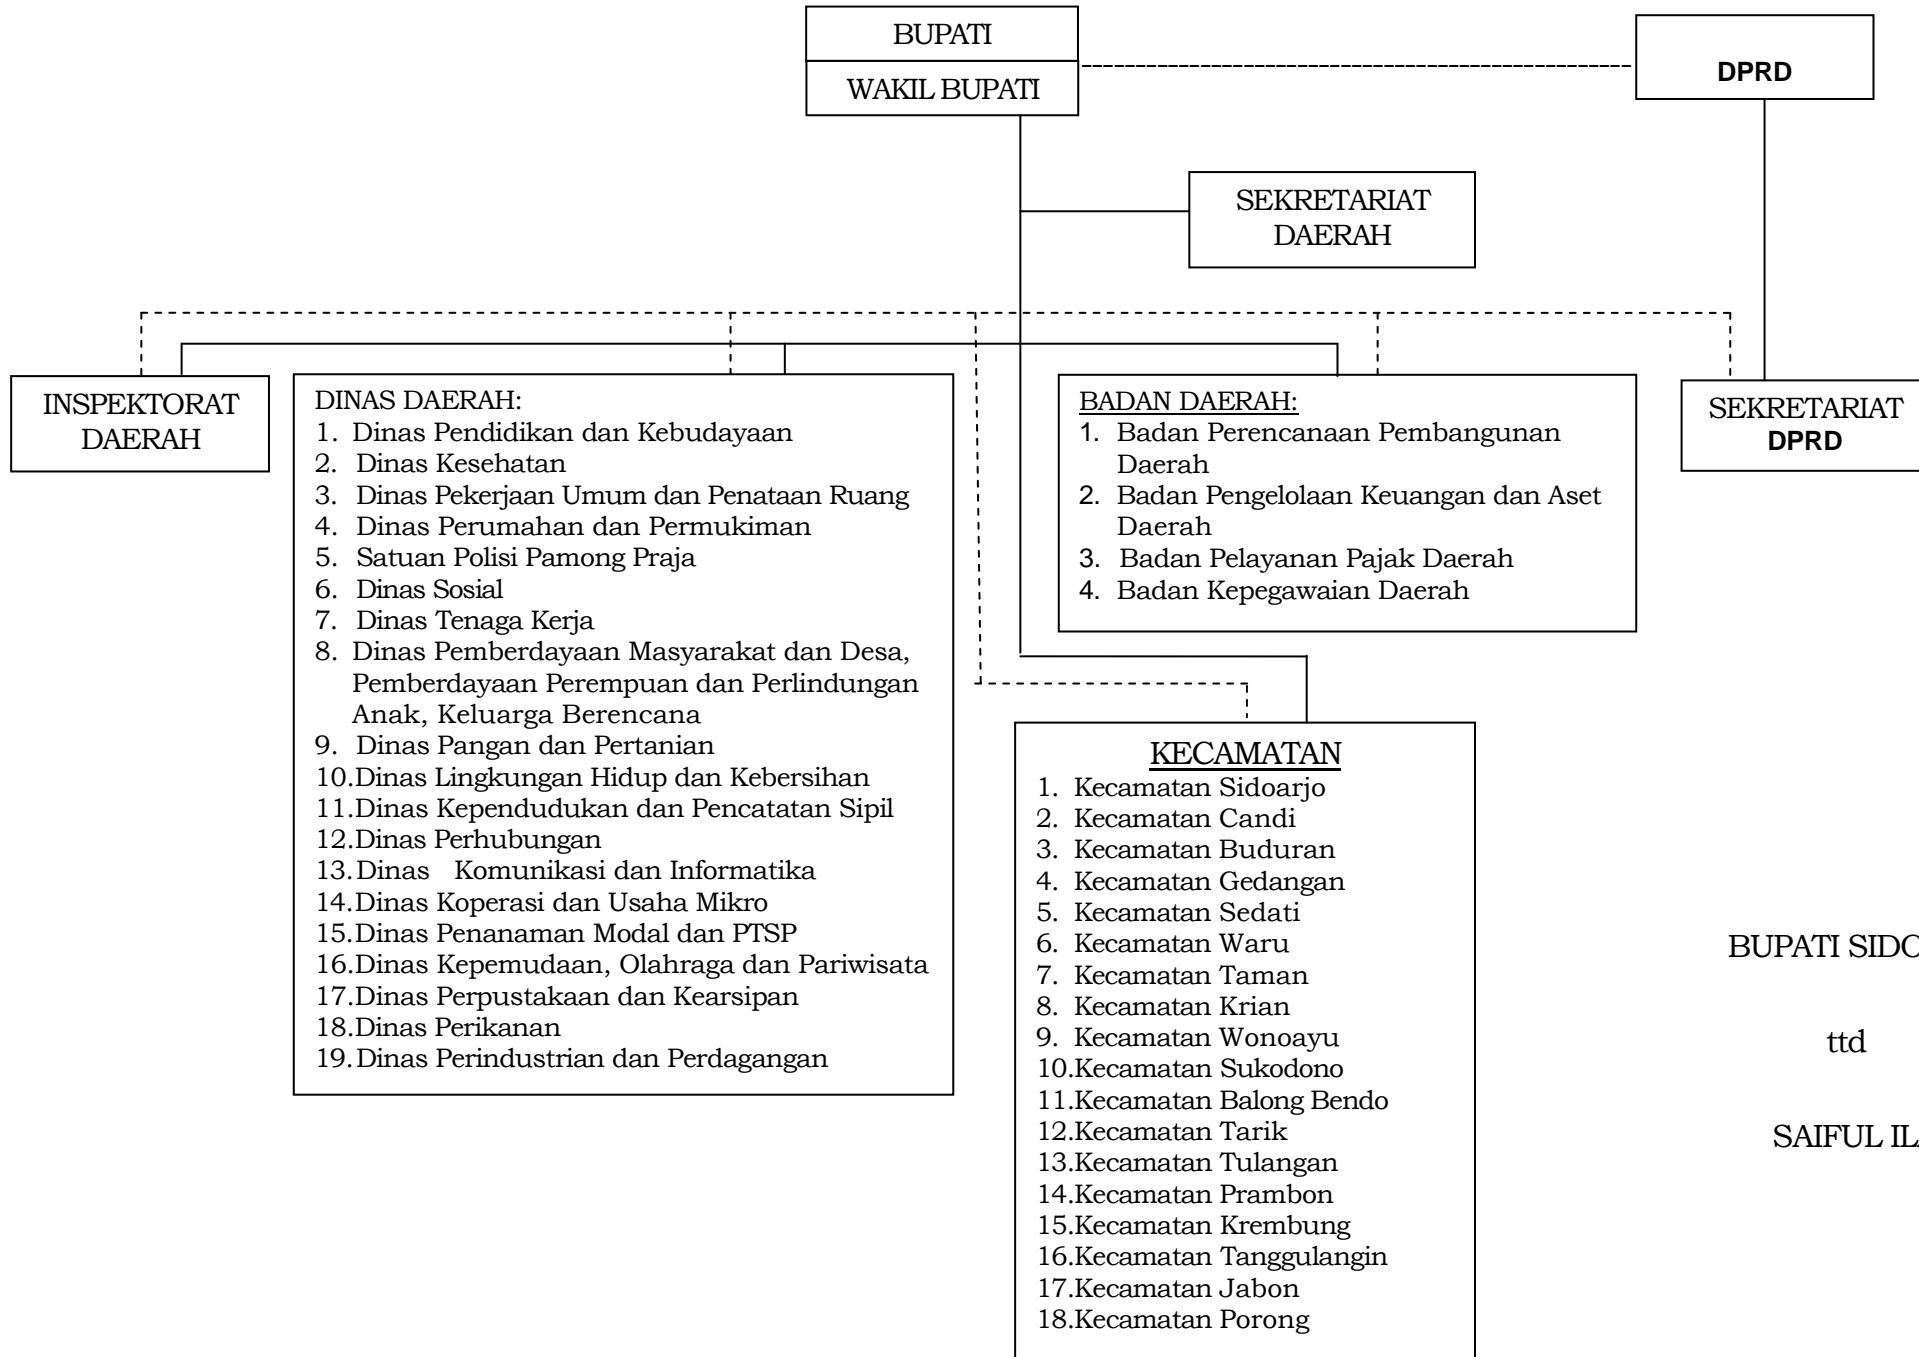 BUPATI
WAKIL BUPATI
DPRD
SEKRETARIAT
DAERAH
INSPEKTORAT
DAERAH
DINAS DAERAH:
1. Dinas Pendidikan dan Kebudayaan
2. Dinas Kesehatan
3. Dinas Pekerjaan Umum dan Penataan Ruang
4. Dinas Perumahan dan Permukiman
5. Satuan Polisi Pamong Praja
6. Dinas Sosial
7. Dinas Tenaga Kerja
8. Dinas Pemberdayaan Masyarakat dan Desa,
Pemberdayaan Perempuan dan Perlindungan
Anak, Keluarga Berencana
9. Dinas Pangan dan Pertanian
10.Dinas Lingkungan Hidup dan Kebersihan
11.Dinas Kependudukan dan Pencatatan Sipil
12.Dinas Perhubungan
13.Dinas Komunikasi dan Informatika
14.Dinas Koperasi dan Usaha Mikro
15.Dinas Penanaman Modal dan PTSP
16.Dinas Kepemudaan, Olahraga dan Pariwisata
17.Dinas Perpustakaan dan Kearsipan
18.Dinas Perikanan
19.Dinas Perindustrian dan Perdagangan
BADAN DAERAH:
1. Badan Perencanaan Pembangunan
Daerah
2. Badan Pengelolaan Keuangan dan Aset
Daerah
3. Badan Pelayanan Pajak Daerah
4. Badan Kepegawaian Daerah
SEKRETARIAT
DPRD
KECAMATAN
1. Kecamatan Sidoarjo
2. Kecamatan Candi
3. Kecamatan Buduran
4. Kecamatan Gedangan
5. Kecamatan Sedati
6. Kecamatan Waru
7. Kecamatan Taman
8. Kecamatan Krian
9. Kecamatan Wonoayu
10.Kecamatan Sukodono
11.Kecamatan Balong Bendo
12.Kecamatan Tarik
13.Kecamatan Tulangan
14.Kecamatan Prambon
15.Kecamatan Krembung
16.Kecamatan Tanggulangin
17.Kecamatan Jabon
18.Kecamatan Porong
BUPATI SIDO
ttd
SAIFUL IL